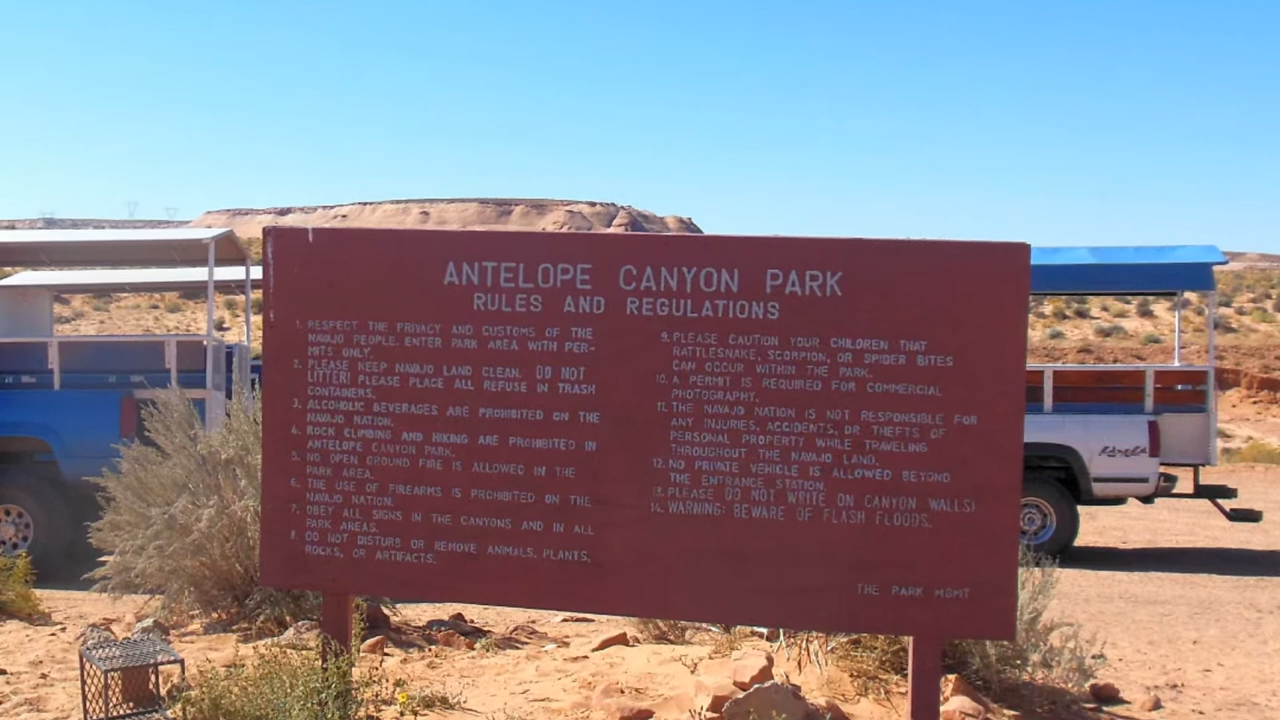 ANTELOPE CANYON PARK
RULES AND REGULATIONS
1. RESPECT THE PRIVACY AND CUSTOMS OF THE
NAVAJO PEOPLE. ENTER PARK AREA WITH PER-
MITS ONLY.
2. PLEASE KEEP NAVAJO LAND CLEAN. DO NOT
LITTER! PLEASE PLACE ALL REFUSE IN TRASH
CONTAINERS.
3. ALCOHOLIC BEVERAGES ARE PROHIBITED ON THE
NAVAJO NATION.
4. ROCK CLIMBING AND HIKING ARE PROHIBITED IN
ANTELOPE CANYON PARK.
5. NO OPEN GROUND FIRE IS ALLOWED IN THE
PARK AREA.
6. THE USE OF FIREARMS IS PROHIBITED ON THE
NAVAJO NATION.
7. OBEY ALL SIGNS IN THE CANYONS AND IN ALL
PARK AREAS.
8. DO NOT DISTURB OR REMOVE ANIMALS, PLANTS,
ROCKS, OR ARTIFACTS.
9. PLEASE CAUTION YOUR CHILDREN THAT
RATTLESNAKE, SCORPION, OR SPIDER BITES
CAN OCCUR WITHIN THE PARK.
10. A PERMIT IS REQUIRED FOR COMMERCIAL
PHOTOGRAPHY.
11. THE NAVAJO NATION IS NOT RESPONSIBLE FOR
ANY INJURIES, ACCIDENTS, OR THEFTS OF
PERSONAL PROPERTY WHILE TRAVELING
THROUGHOUT THE NAVAJO LAND.
12. NO PRIVATE VEHICLE IS ALLOWED BEYOND
THE ENTRANCE STATION.
13. PLEASE DO NOT WRITE ON CANYON WALLS!
14. WARNING: BEWARE OF FLASH FLOODS.
THE PARK MGMT